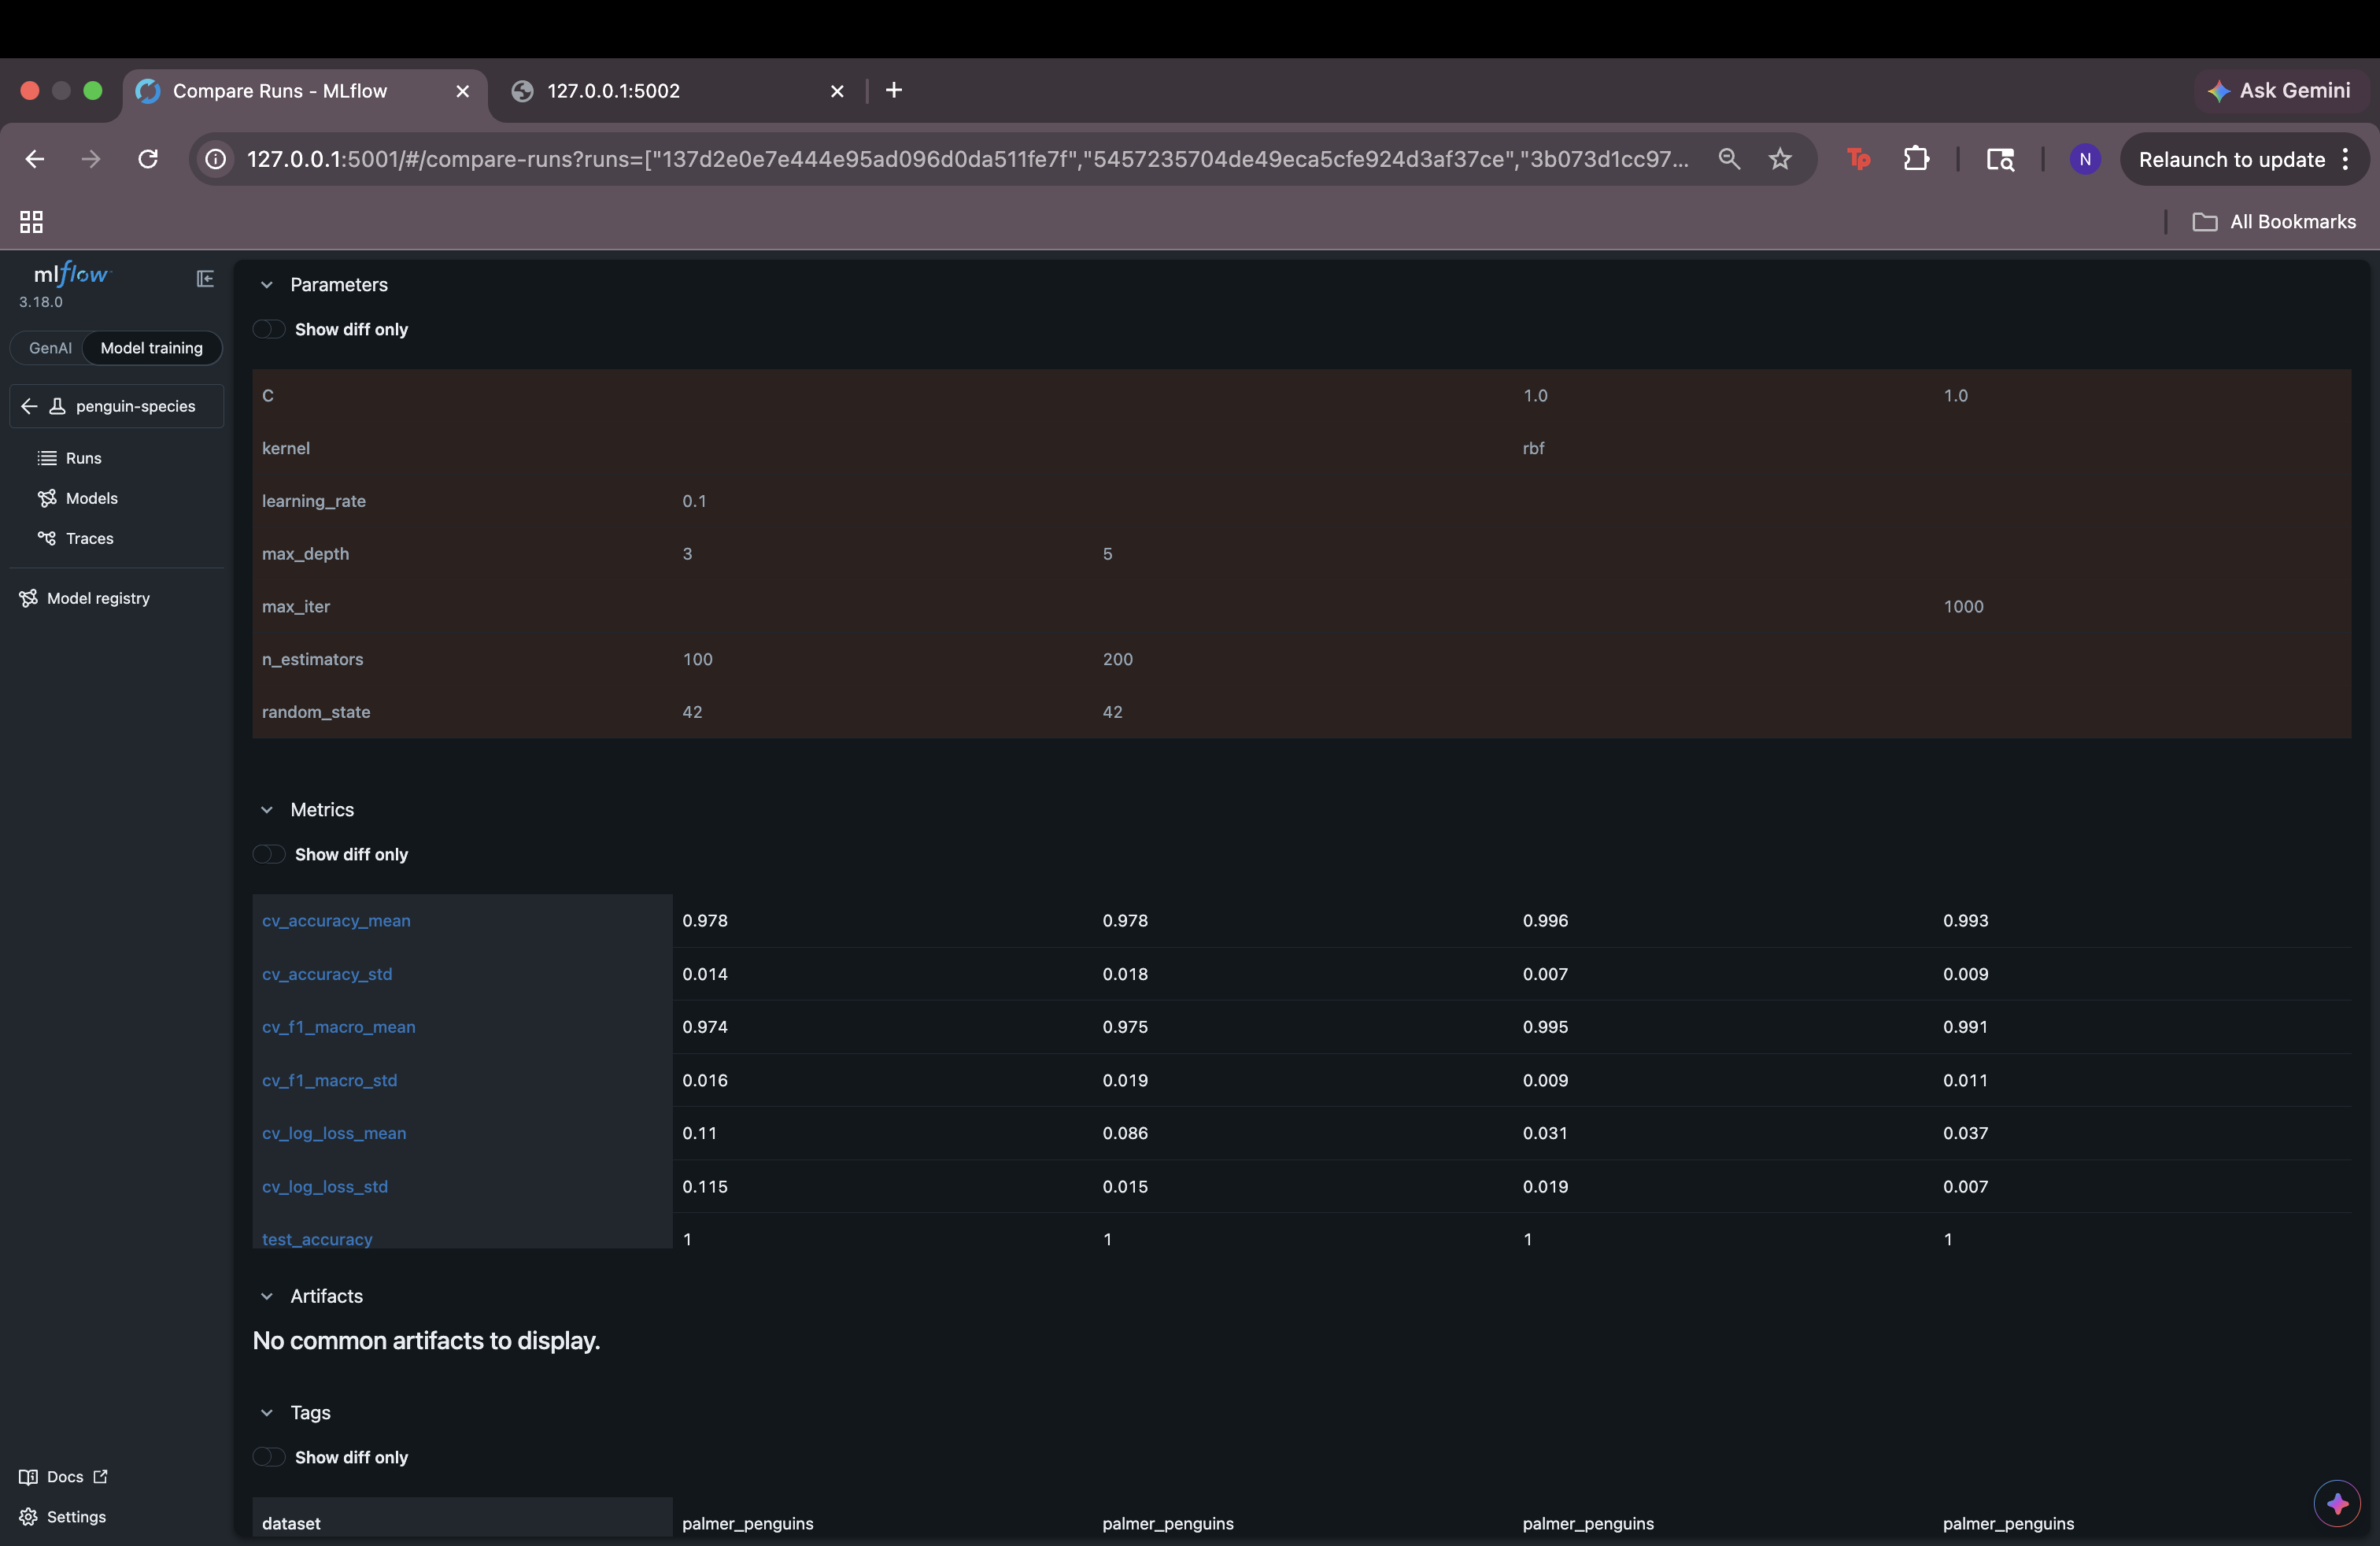 Compare Runs - MLflow
127.0.0.1:5002
Ask Gemini
127.0.0.1:5001/#/compare-runs?runs=["137d2e0e7e444e95ad096d0da511fe7f","5457235704de49eca5cfe924d3af37ce","3b073d1cc97...
Tp
N
Relaunch to update
All Bookmarks
mlflow
3.18.0
GenAI Model training
penguin-species
Runs
Models
Traces
Model registry
Docs
Settings
Parameters
Show diff only
C 1.0 1.0
kernel rbf
learning_rate 0.1
max_depth 3 5
max_iter 1000
n_estimators 100 200
random_state 42 42
Metrics
Show diff only
cv_accuracy_mean 0.978 0.978 0.996 0.993
cv_accuracy_std 0.014 0.018 0.007 0.009
cv_f1_macro_mean 0.974 0.975 0.995 0.991
cv_f1_macro_std 0.016 0.019 0.009 0.011
cv_log_loss_mean 0.11 0.086 0.031 0.037
cv_log_loss_std 0.115 0.015 0.019 0.007
test_accuracy 1 1 1 1
Artifacts
No common artifacts to display.
Tags
Show diff only
dataset palmer_penguins palmer_penguins palmer_penguins palmer_penguins